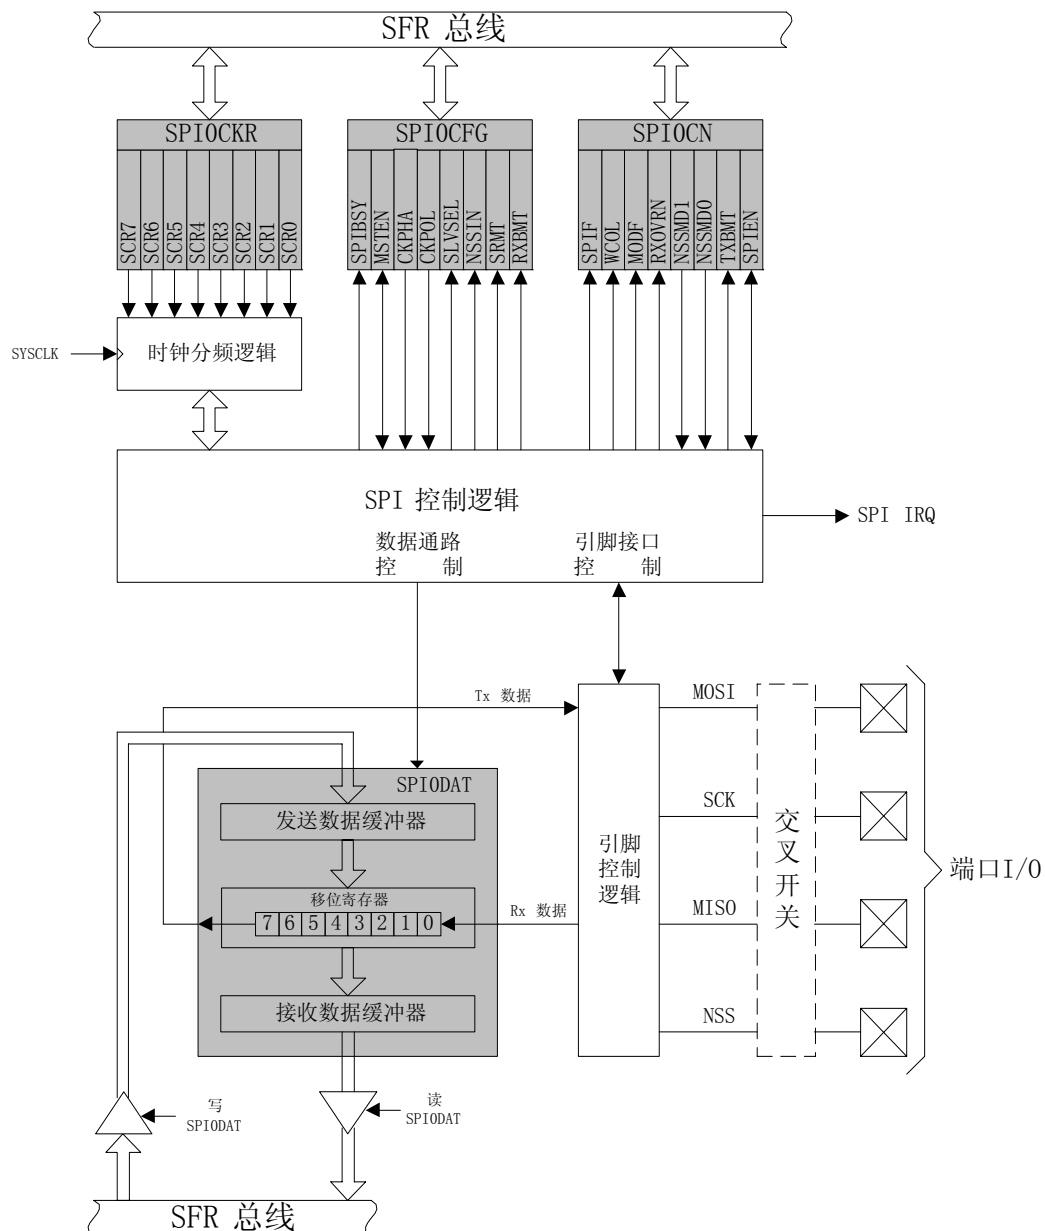 SFR 总线
SPI0CKR
SPI0CFG
SPI0CN
SCR7
SCR6
SCR5
SCR4
SCR3
SCR2
SCR1
SCR0
SPIBSY
MSTEN
CKPHA
CKPOL
SLVSEL
NSSIN
SRMT
RXBMT
SPIF
WCOL
MODF
RXOVRN
NSSMD1
NSSMD0
TXBMT
SPIEN
SYSCLK
时钟分频逻辑
SPI 控制逻辑
SPI IRQ
数据通路
控 制
引脚接口
控 制
Tx 数据
MOSI
SPI0DAT
发送数据缓冲器
SCK
移位寄存器
7 6 5 4 3 2 1 0
Rx 数据
引脚
控制
逻辑
MISO
交叉开关
端口I/O
接收数据缓冲器
NSS
写
SPI0DAT
读
SPI0DAT
SFR 总线